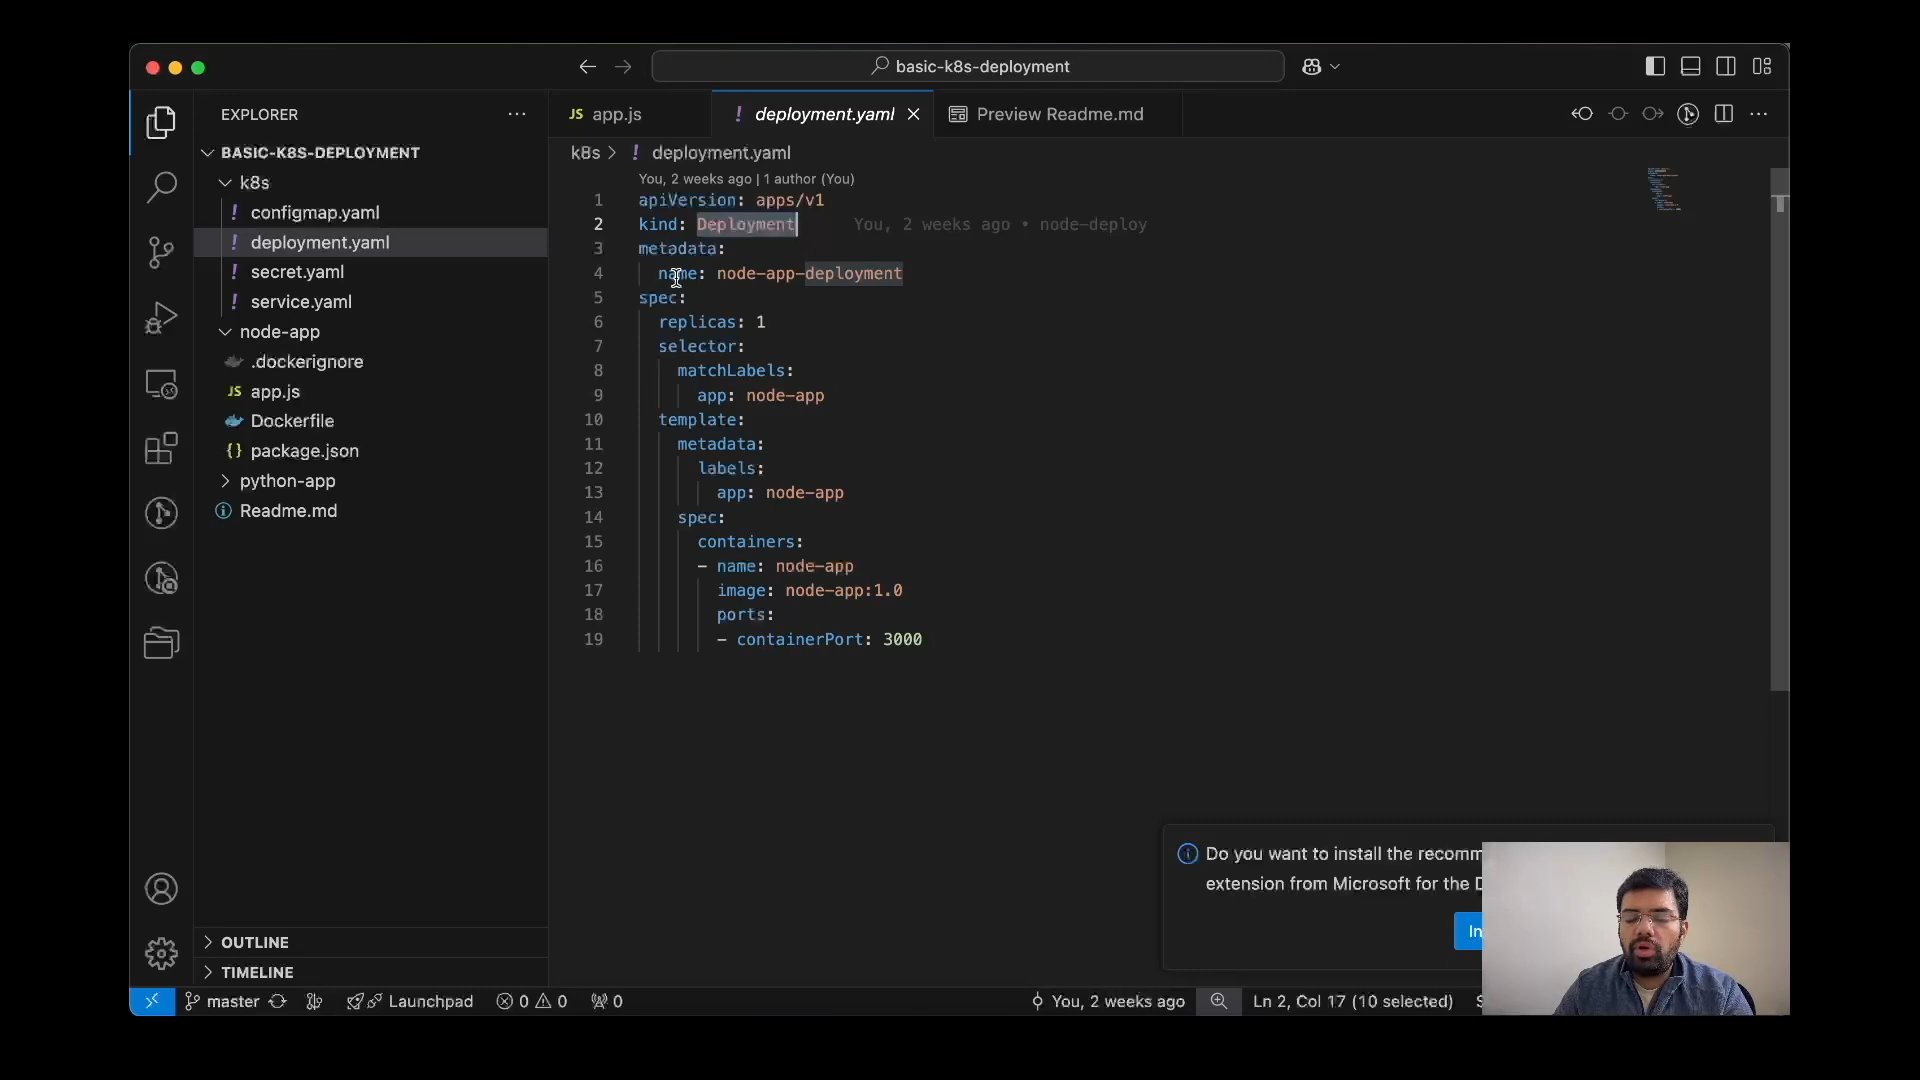 basic-k8s-deployment
EXPLORER
JS app.js
! deployment.yaml
Preview Readme.md
BASIC-K8S-DEPLOYMENT
k8s
! configmap.yaml
! deployment.yaml
! secret.yaml
! service.yaml
node-app
.dockerignore
JS app.js
Dockerfile
{} package.json
python-app
Readme.md
OUTLINE
TIMELINE
k8s > ! deployment.yaml
You, 2 weeks ago | 1 author (You)
1 apiVersion: apps/v1
2 kind: Deployment You, 2 weeks ago • node-deploy
3 metadata:
4 name: node-app-deployment
5 spec:
6 replicas: 1
7 selector:
8 matchLabels:
9 app: node-app
10 template:
11 metadata:
12 labels:
13 app: node-app
14 spec:
15 containers:
16 - name: node-app
17 image: node-app:1.0
18 ports:
19 - containerPort: 3000
Do you want to install the recomm
extension from Microsoft for the D
In
master
Launchpad
0 0
0
You, 2 weeks ago
Ln 2, Col 17 (10 selected)